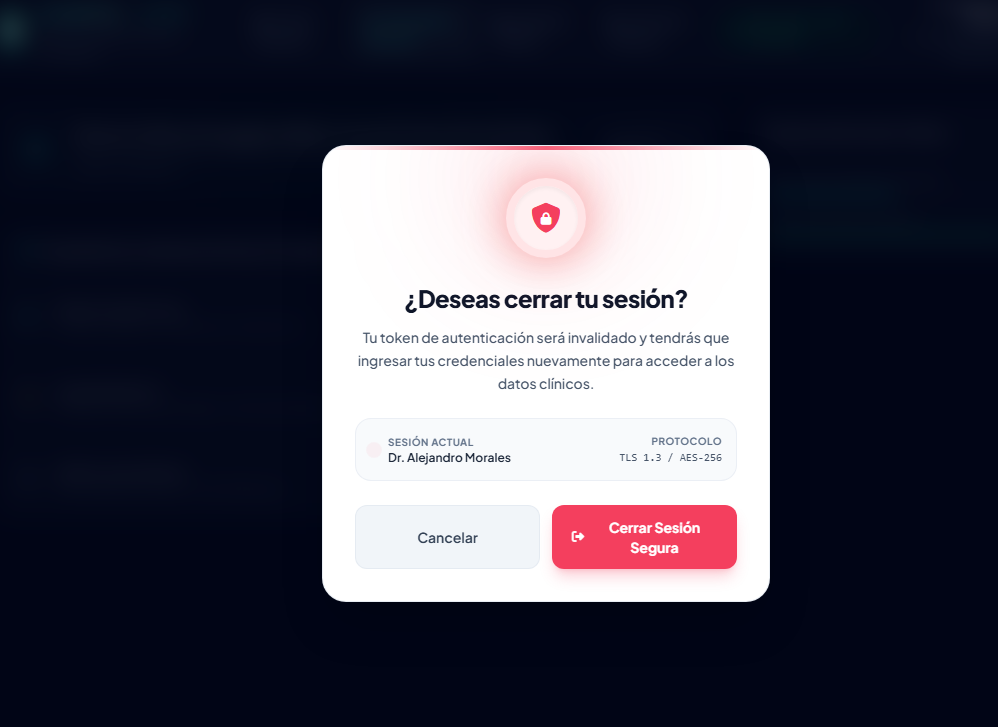 ¿Deseas cerrar tu sesión?
Tu token de autenticación será invalidado y tendrás que
ingresar tus credenciales nuevamente para acceder a los
datos clínicos.
SESIÓN ACTUAL
Dr. Alejandro Morales
PROTOCOLO
TLS 1.3 / AES-256
Cancelar
Cerrar Sesión
Segura